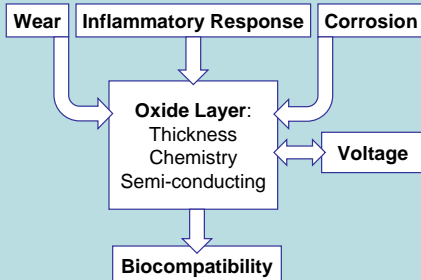 Wear
Inflammatory Response
Corrosion
Oxide Layer:
Thickness
Chemistry
Semi-conducting
Voltage
Biocompatibility